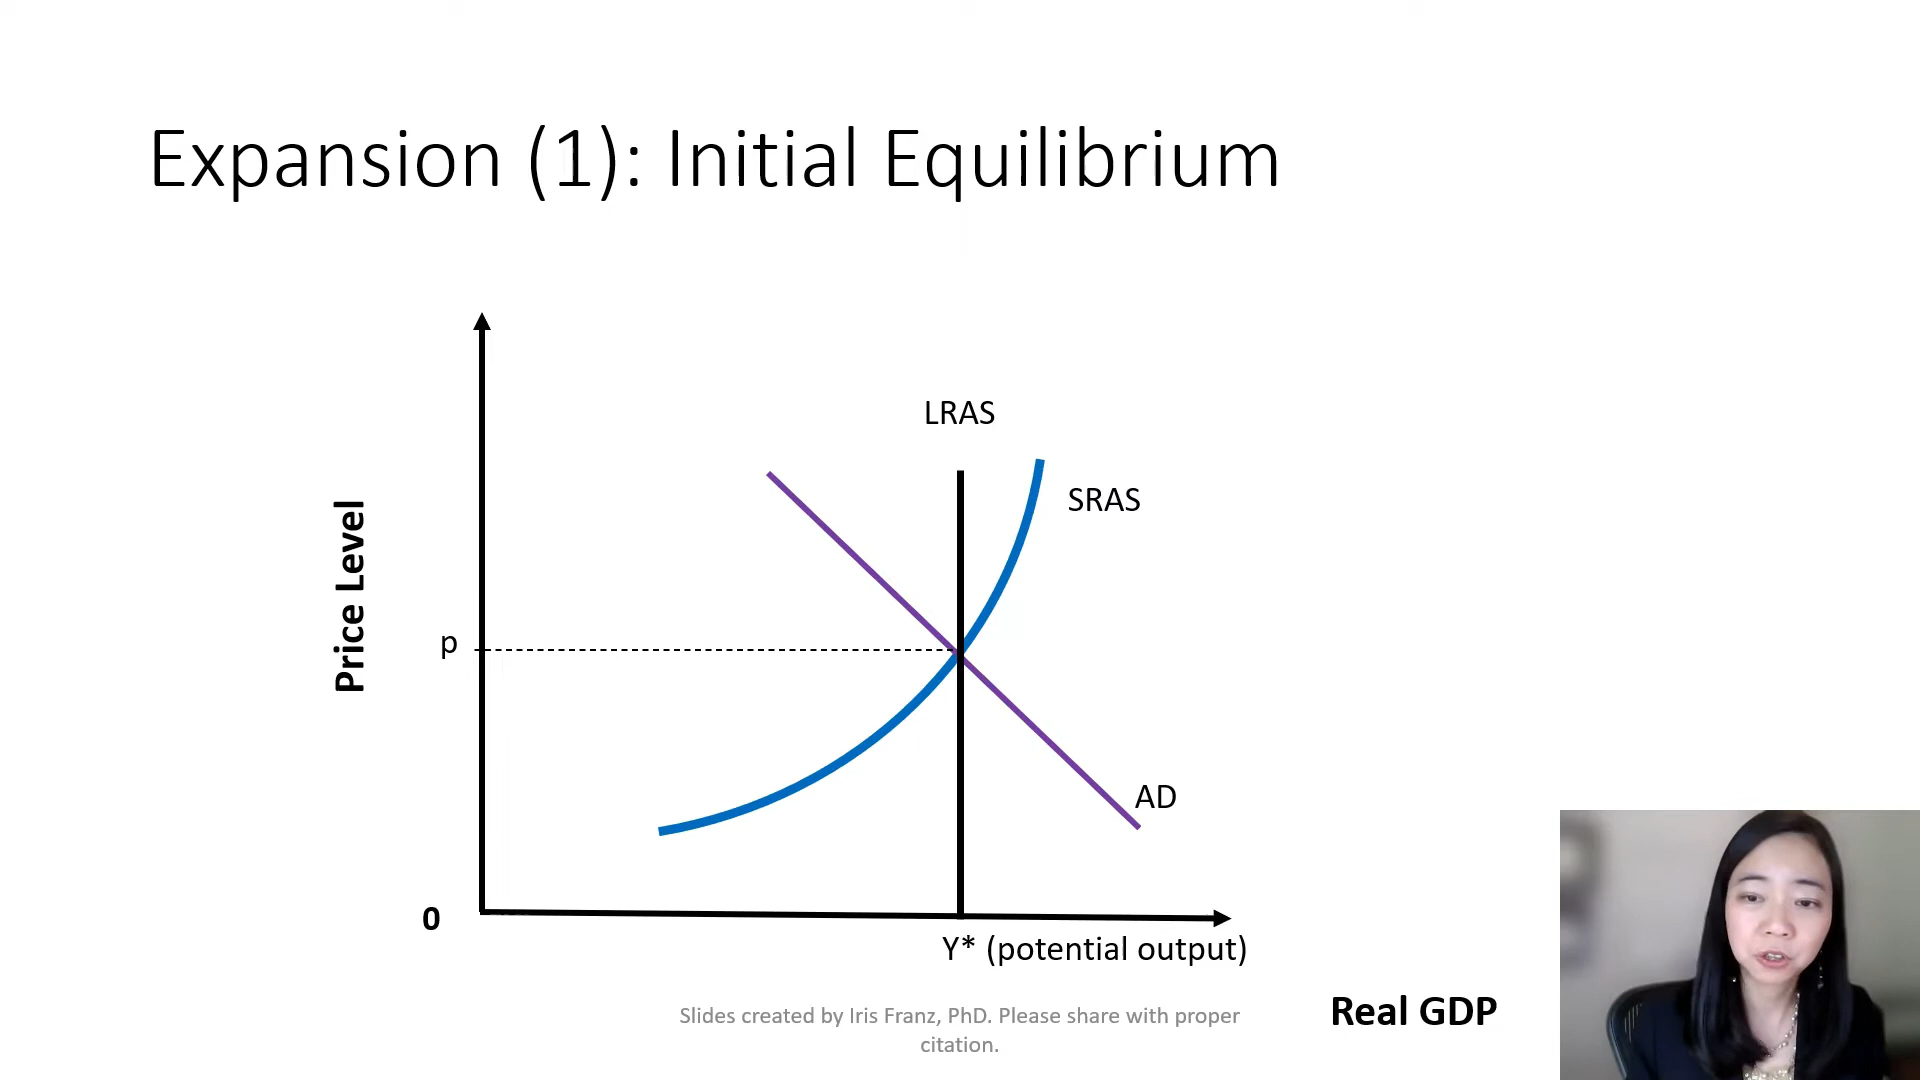 Expansion (1): Initial Equilibrium
LRAS
SRAS
Price Level
p
AD
0
Y* (potential output)
Real GDP
Slides created by Iris Franz, PhD. Please share with proper
citation.